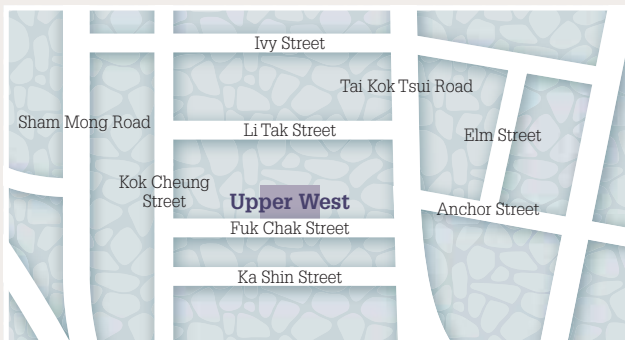 Ivy Street
Tai Kok Tsui Road
Sham Mong Road
Li Tak Street
Elm Street
Kok Cheung
Street
Upper West
Anchor Street
Fuk Chak Street
Ka Shin Street